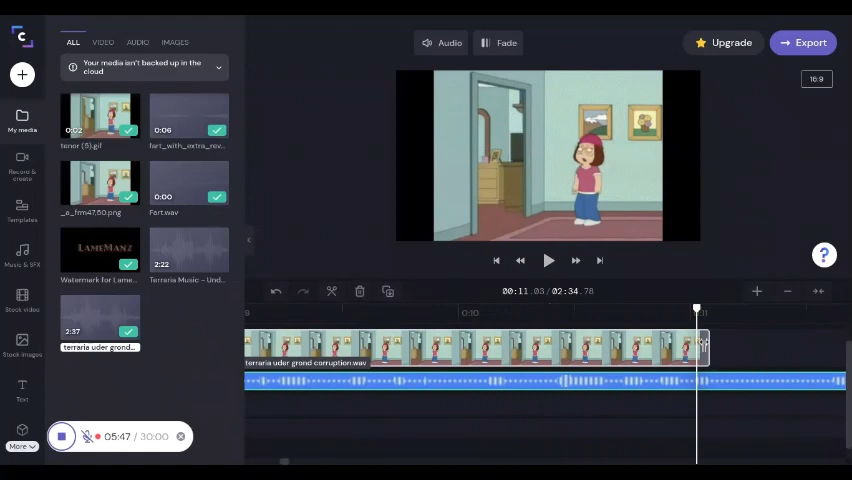 ALL VIDEO AUDIO IMAGES
Your media isn't backed up in the
cloud
Audio
Fade
Upgrade
Export
16:9
My media
Record &
create
Templates
Music & SFX
Stock video
Stock images
Text
More
0:02
0:06
tenor (5).gif
fart_with_extra_rev...
0:00
_a_frm47,50.png
Fart.wav
LAMEMANZ
2:22
Watermark for Lame...
Terraria Music - Und...
2:37
terraria uder grond...
?
00:11.03 / 02:34.78
0:10
terraria uder grond corruption.wav
05:47 / 30:00